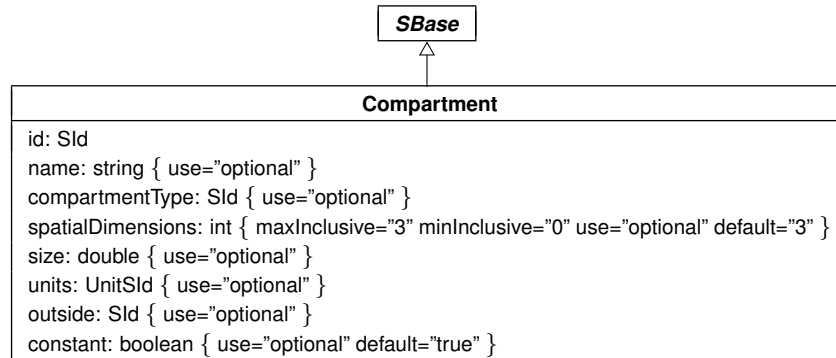 SBase
Compartment
id: SId
name: string { use=”optional” }
compartmentType: SId { use=”optional” }
spatialDimensions: int { maxInclusive=”3” minInclusive=”0” use=”optional” default=”3” }
size: double { use=”optional” }
units: UnitSId { use=”optional” }
outside: SId { use=”optional” }
constant: boolean { use=”optional” default=”true” }